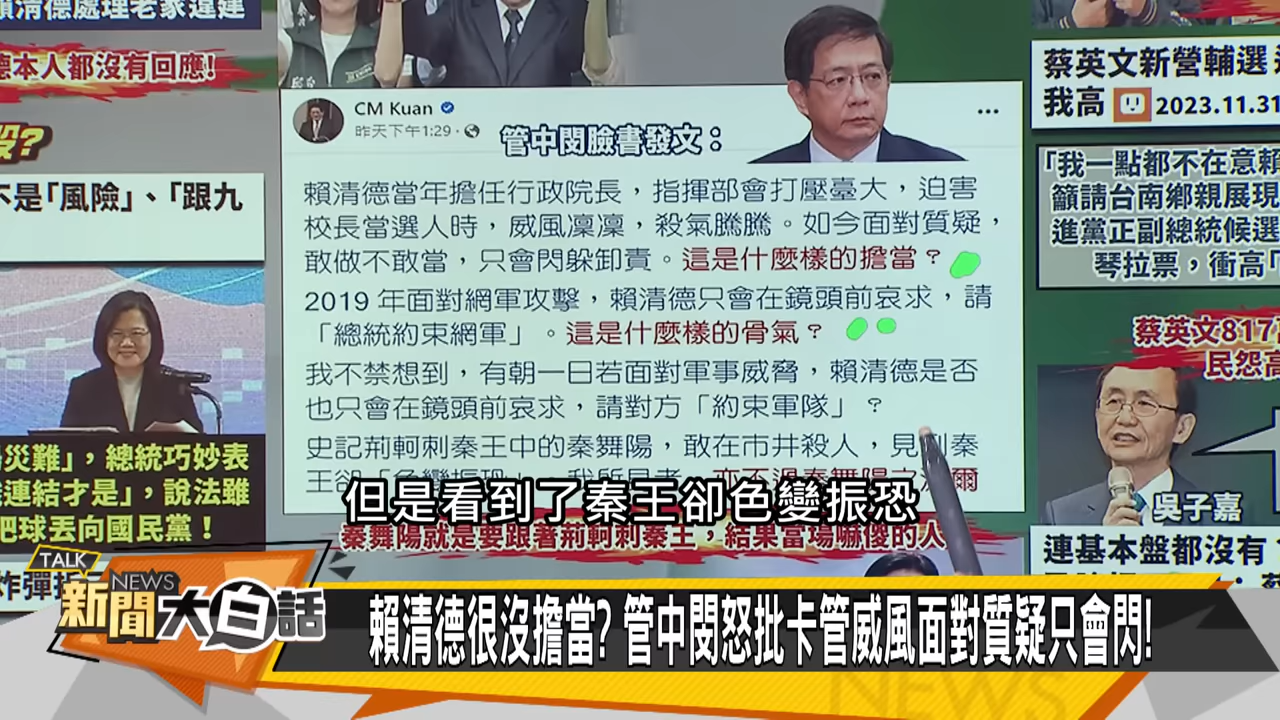 賴清德處理老家違建
德本人都沒有回應!
不是「風險」、「跟九
災難」，總統巧妙表
連結才是」，說法雖
把球丟向國民黨！
CM Kuan
昨天下午1:29
管中閔臉書發文：
賴清德當年擔任行政院長，指揮部會打壓臺大，迫害
校長當選人時，威風凜凜，殺氣騰騰。如今面對質疑，
敢做不敢當，只會閃躲卸責。這是什麼樣的擔當？
2019 年面對網軍攻擊，賴清德只會在鏡頭前哀求，請
「總統約束網軍」。這是什麼樣的骨氣？
我不禁想到，有朝一日若面對軍事威脅，賴清德是否
也只會在鏡頭前哀求，請對方「約束軍隊」？
史記荊軻刺秦王中的秦舞陽，敢在市井殺人，見到秦
但是看到了秦王卻色變振恐
秦舞陽就是要跟著荊軻刺秦王，結果當場嚇傻的人
蔡英文新營輔選
我高 2023.11.31
「我一點都不在意賴
籲請台南鄉親展現
進黨正副總統候選
琴拉票，衝高「
蔡英文817
民怨高
吳子嘉
連基本盤都沒有
TALK
NEWS
新聞大白話
賴清德很沒擔當? 管中閔怒批卡管威風面對質疑只會閃!
NEWS